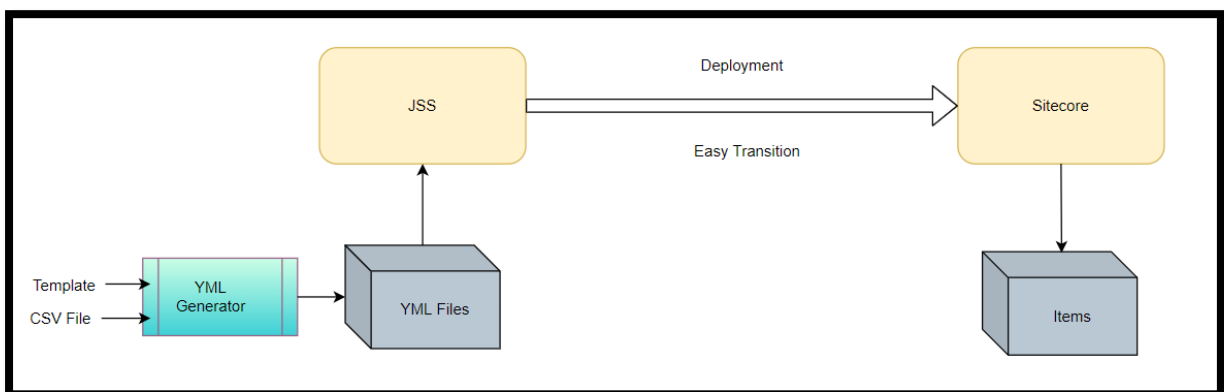 Deployment
JSS
Sitecore
Easy Transition
Template
CSV File
YML
Generator
YML Files
Items